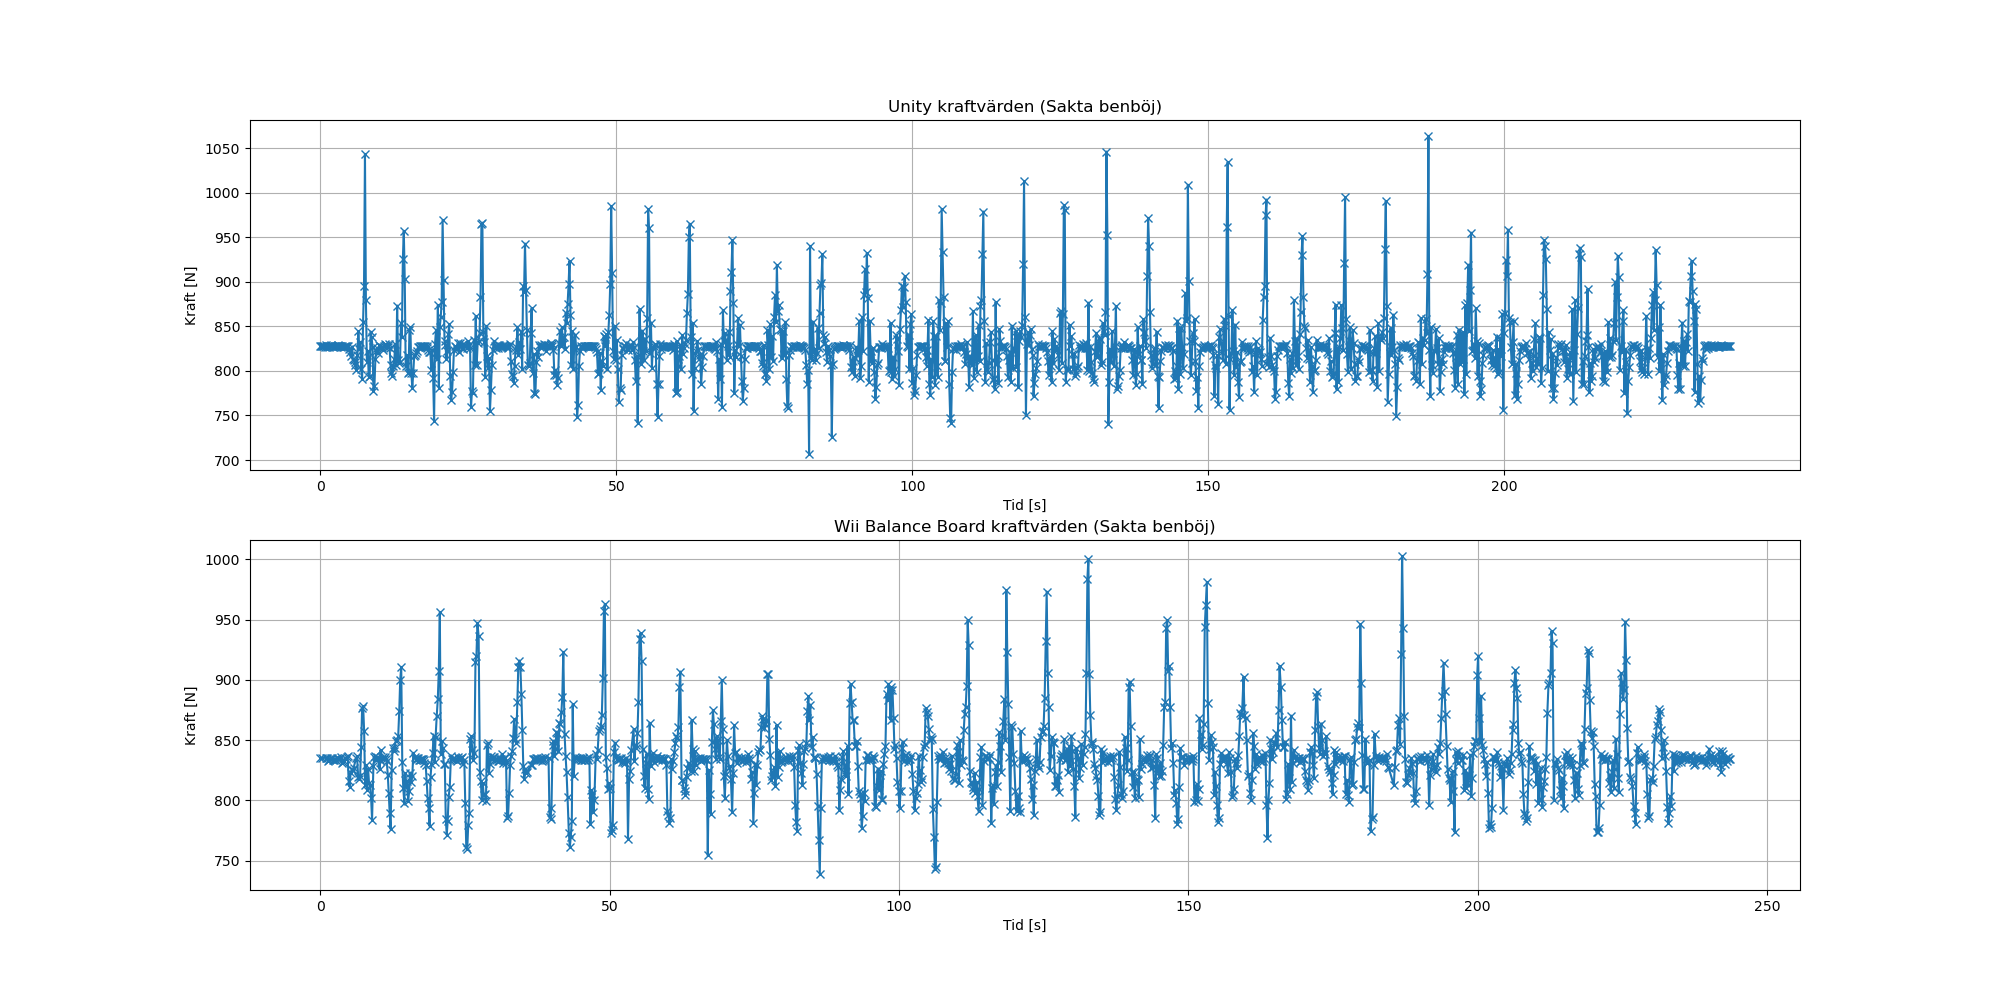 Unity kraftvärden (Sakta benböj)
1050
1000
950
900
850
800
750
700
Kraft [N]
0 50 100 150 200
Tid [s]
Wii Balance Board kraftvärden (Sakta benböj)
1000
950
900
850
800
750
Kraft [N]
0 50 100 150 200 250
Tid [s]